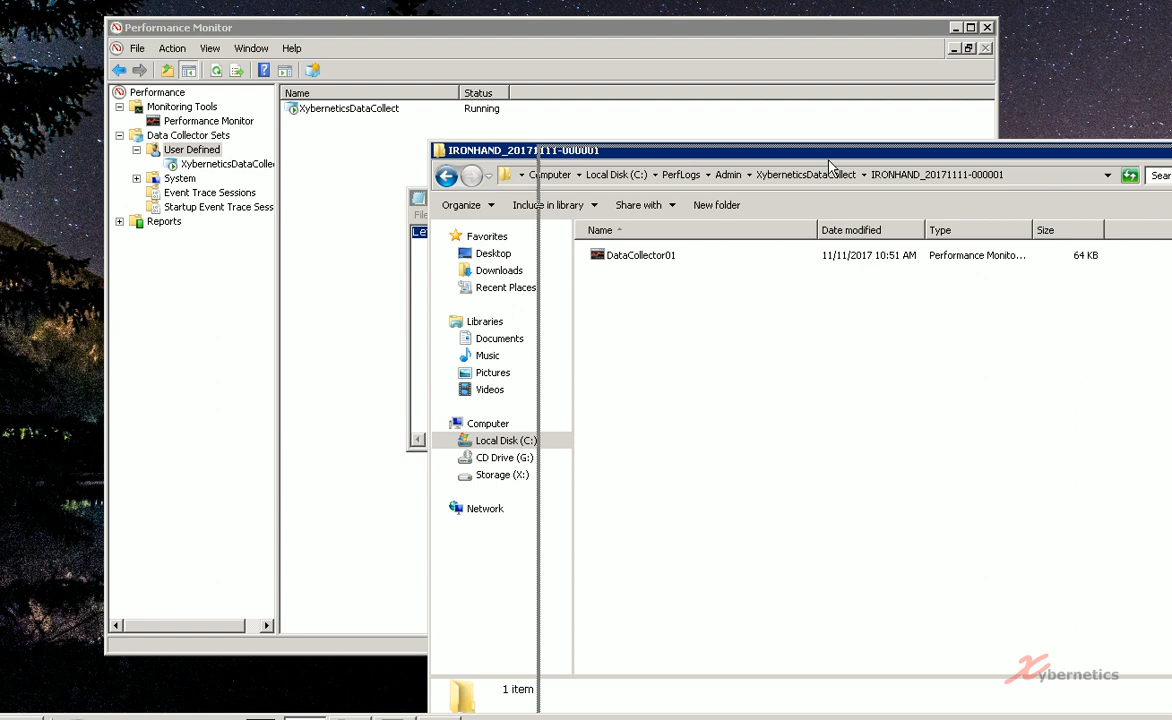 Performance Monitor
File Action View Window Help
Performance
Monitoring Tools
Performance Monitor
Data Collector Sets
User Defined
XyberneticsDataColle
System
Event Trace Sessions
Startup Event Trace Sess
Reports
Name Status
XyberneticsDataCollect Running
File
IRONHAND_20171111-000001
Computer Local Disk (C:) PerfLogs Admin XyberneticsDataCollect IRONHAND_20171111-000001 Sear
Organize Include in library Share with New folder
Favorites
Desktop
Downloads
Recent Places
Libraries
Documents
Music
Pictures
Videos
Computer
Local Disk (C:)
CD Drive (G:)
Storage (X:)
Network
Name Date modified Type Size
DataCollector01 11/11/2017 10:51 AM Performance Monito... 64 KB
1 item
Xybernetics